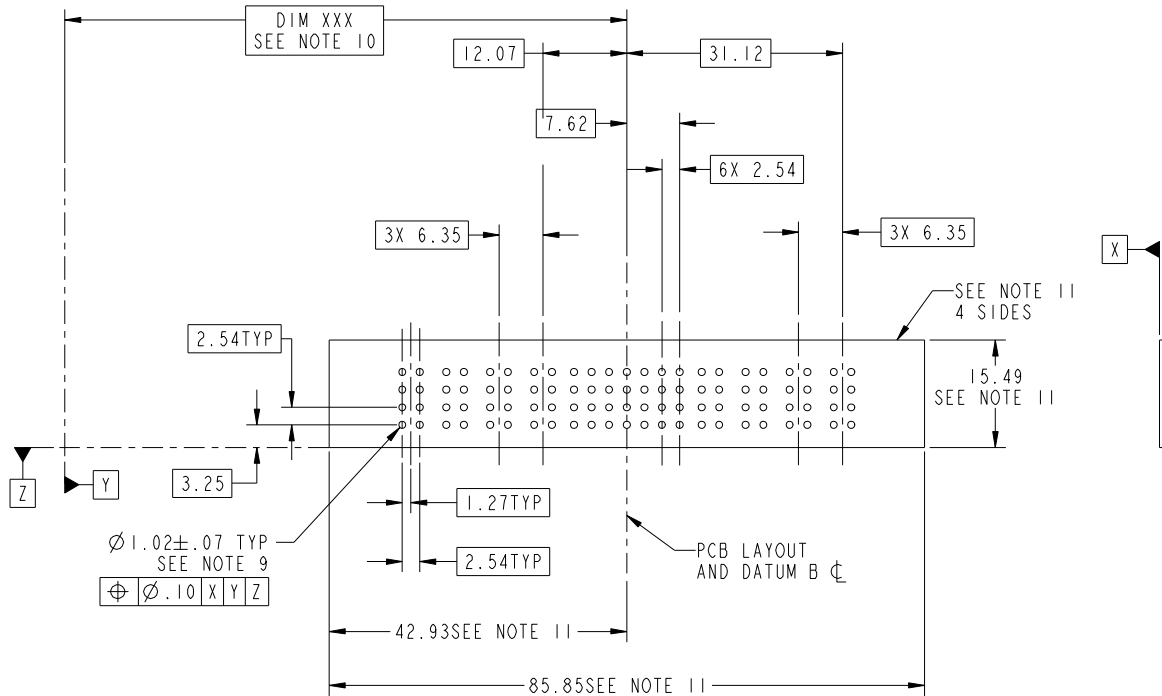 DIM XXX
SEE NOTE 10
12.07
31.12
7.62
6X 2.54
3X 6.35
3X 6.35
X
SEE NOTE 11
4 SIDES
2.54TYP
15.49
SEE NOTE 11
Z
Y
3.25
1.27TYP
Ø1.02±.07 TYP
SEE NOTE 9
⌖ Ø.10 X Y Z
2.54TYP
PCB LAYOUT
AND DATUM B ℄
42.93SEE NOTE 11
85.85SEE NOTE 11